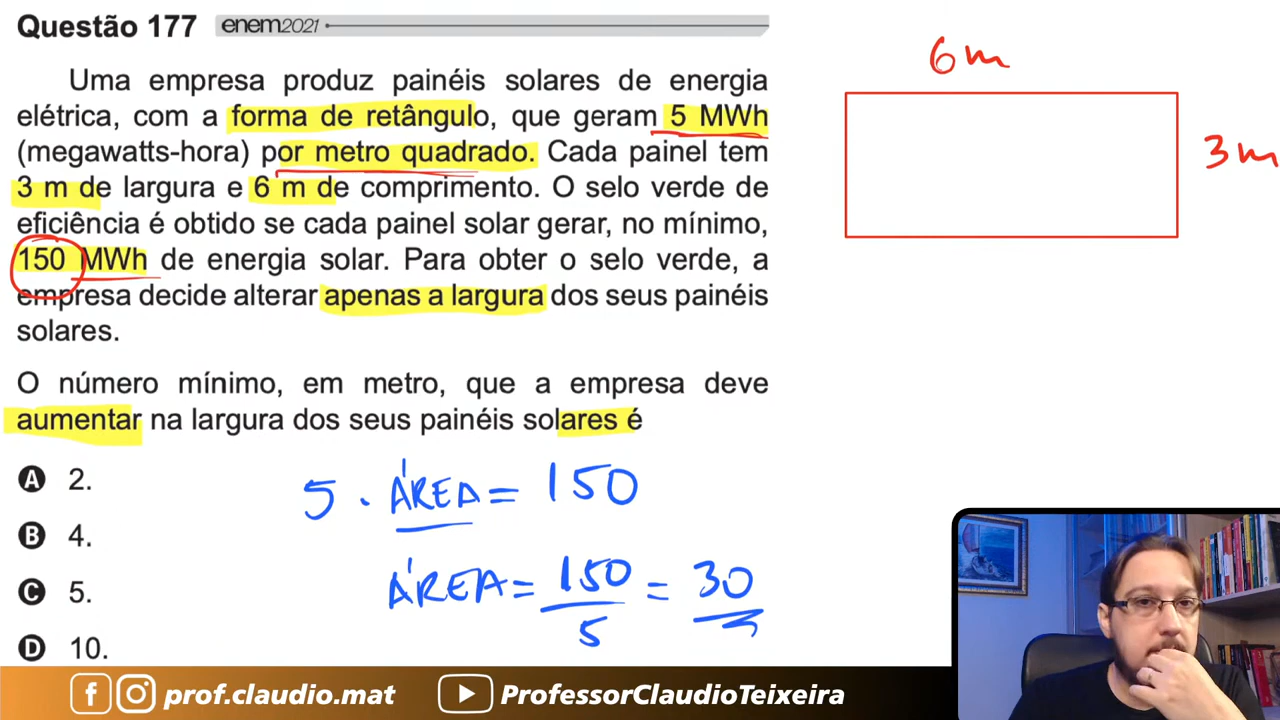 Questão 177 enem2021
Uma empresa produz painéis solares de energia
elétrica, com a forma de retângulo, que geram 5 MWh
(megawatts-hora) por metro quadrado. Cada painel tem
3 m de largura e 6 m de comprimento. O selo verde de
eficiência é obtido se cada painel solar gerar, no mínimo,
150 MWh de energia solar. Para obter o selo verde, a
empresa decide alterar apenas a largura dos seus painéis
solares.
O número mínimo, em metro, que a empresa deve
aumentar na largura dos seus painéis solares é
A 2.
B 4.
C 5.
D 10.
6m
3m
5 . ÁREA = 150
ÁREA = 150/5 = 30
prof.claudio.mat
ProfessorClaudioTeixeira